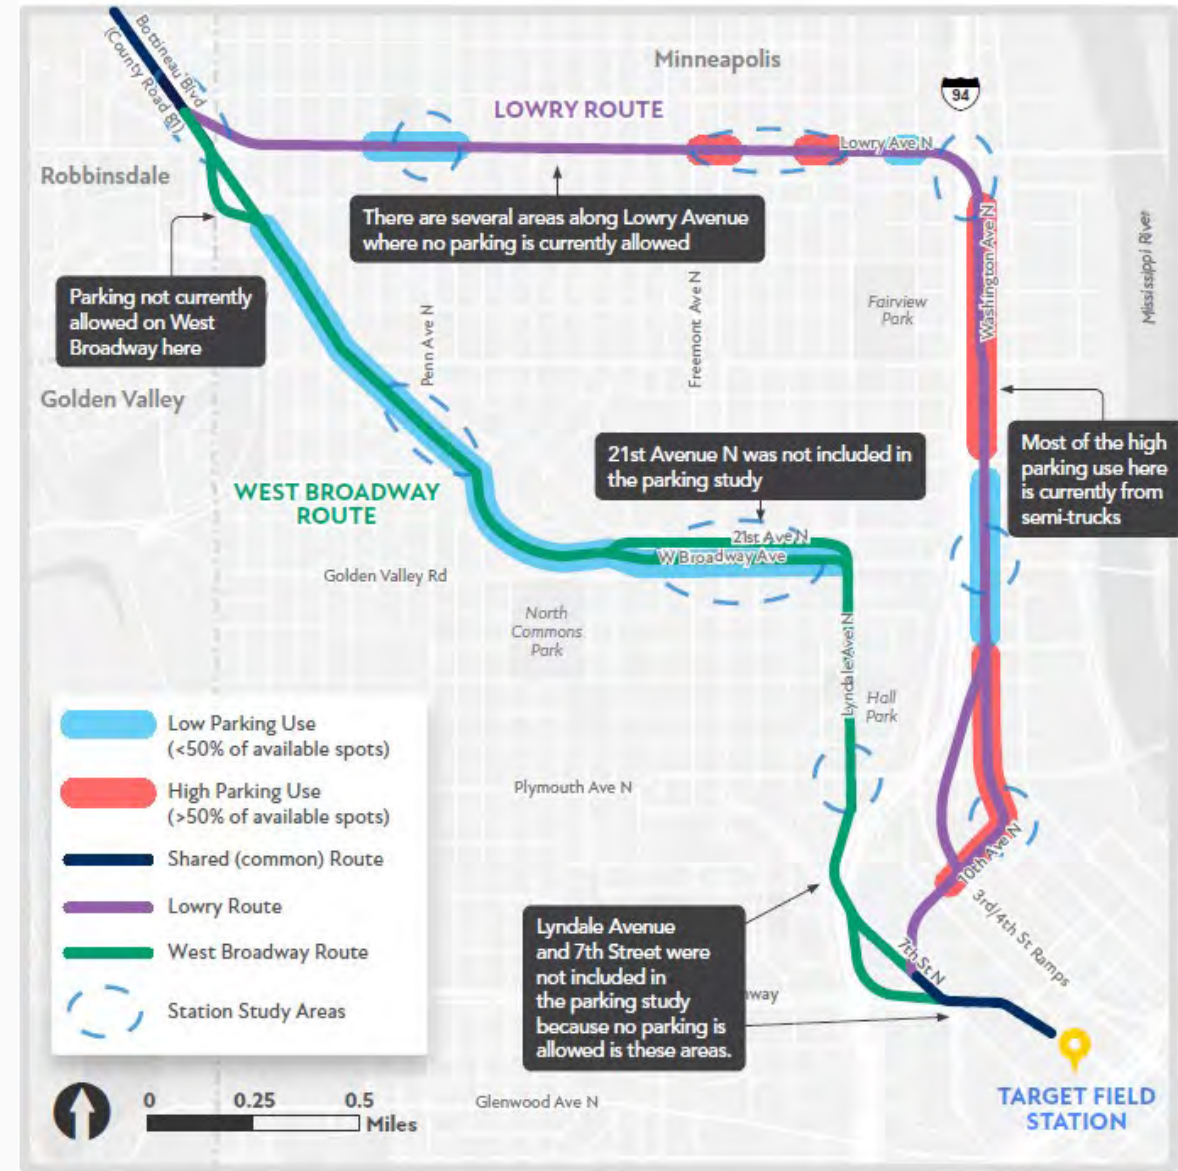 Minneapolis
94
Bottineau Blvd
(County Road 81)
LOWRY ROUTE
Lowry Ave N
Robbinsdale
There are several areas along Lowry Avenue
where no parking is currently allowed
Washington Ave N
Mississippi River
Parking not currently
allowed on West
Broadway here
Penn Ave N
Freemont Ave N
Fairview
Park
Golden Valley
21st Avenue N was not included in
the parking study
Most of the high
parking use here
is currently from
semi-trucks
WEST BROADWAY
ROUTE
21st Ave N
W Broadway Ave
Golden Valley Rd
North
Commons
Park
Lyndale Ave N
Hall
Park
Low Parking Use
(<50% of available spots)
High Parking Use
(>50% of available spots)
Shared (common) Route
Lowry Route
West Broadway Route
Station Study Areas
Plymouth Ave N
10th Ave N
3rd/4th St Ramps
7th St N
Lyndale Avenue
and 7th Street were
not included in
the parking study
because no parking is
allowed is these areas.
way
0 0.25 0.5
Miles
Glenwood Ave N
TARGET FIELD
STATION